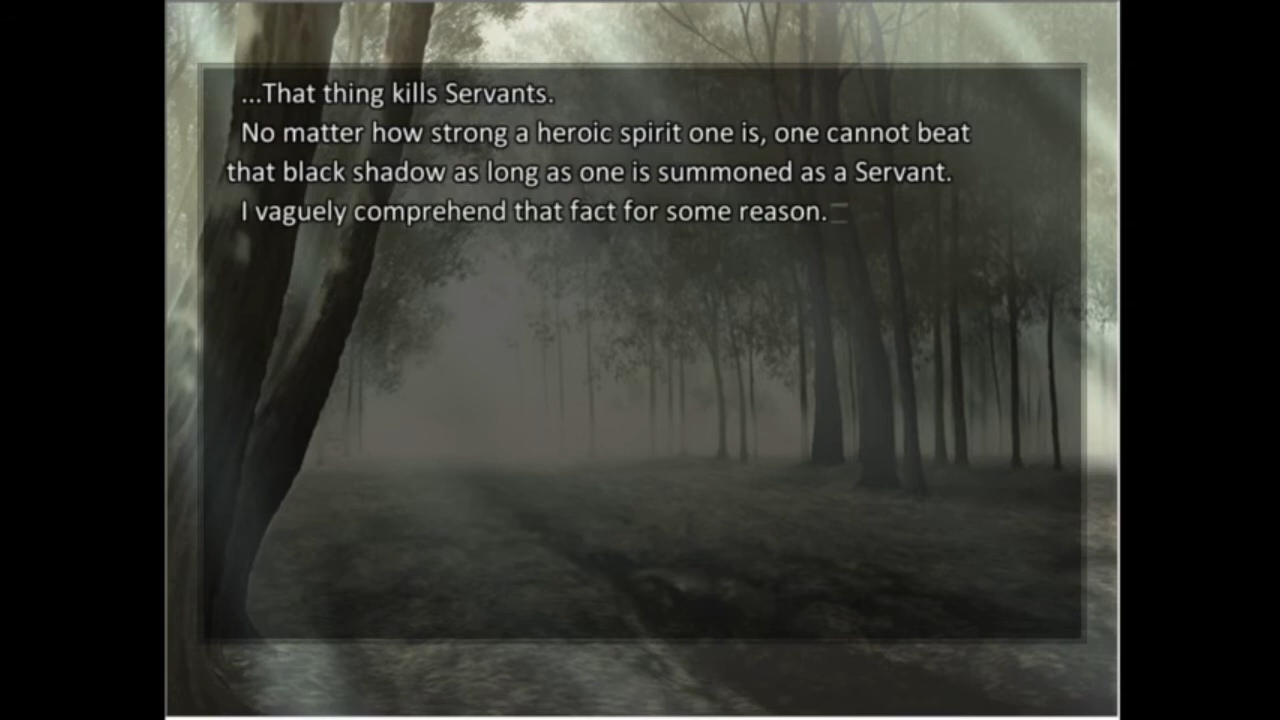 ...That thing kills Servants.
No matter how strong a heroic spirit one is, one cannot beat
that black shadow as long as one is summoned as a Servant.
I vaguely comprehend that fact for some reason.